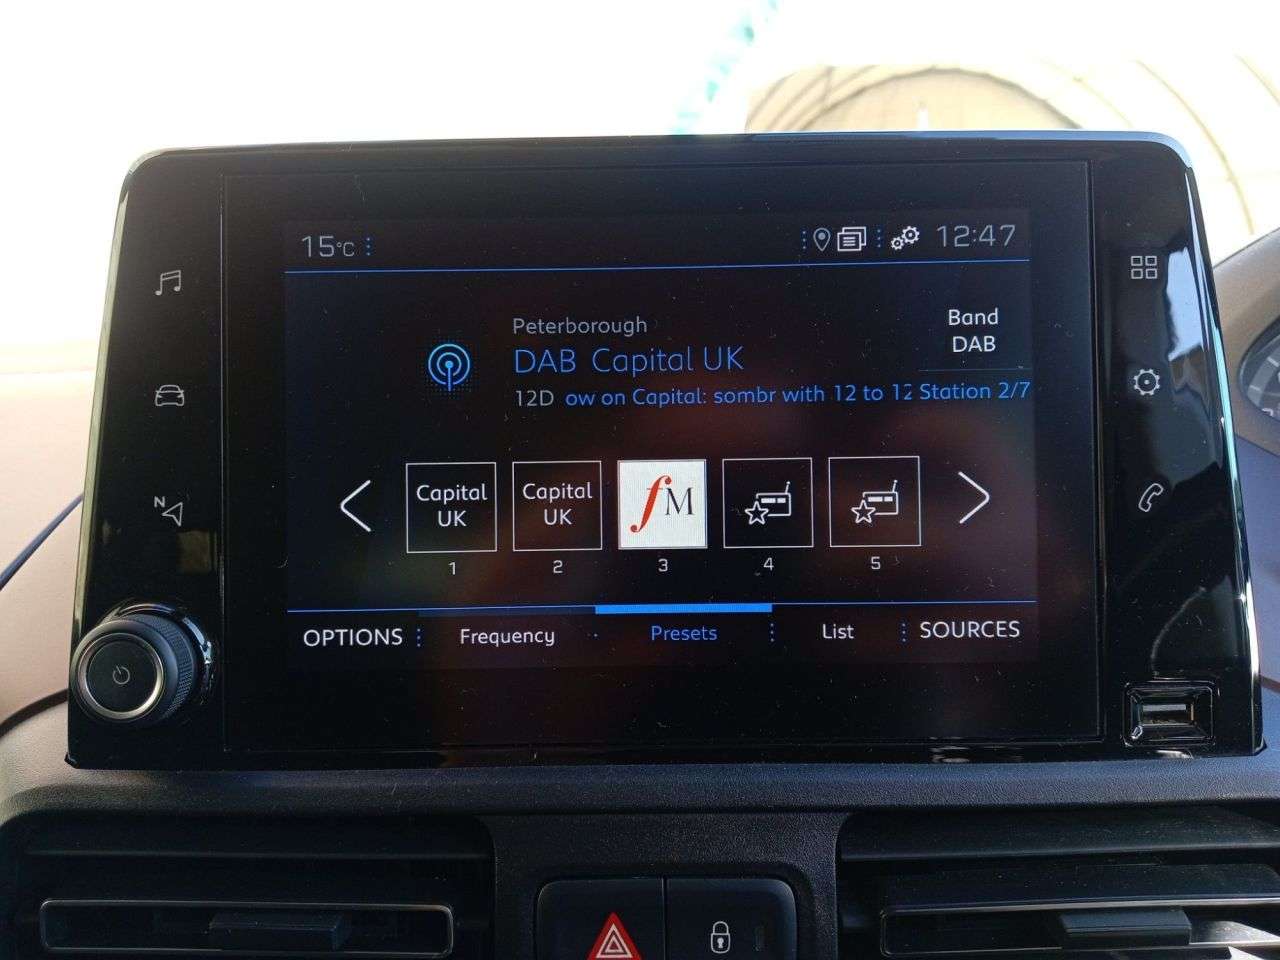 15°C
12:47
Peterborough
DAB Capital UK
12D ow on Capital: sombr with 12 to 12 Station 2/7
Band
DAB
N
Capital
UK
Capital
UK
fM
1
2
3
4
5
OPTIONS
Frequency
Presets
List
SOURCES